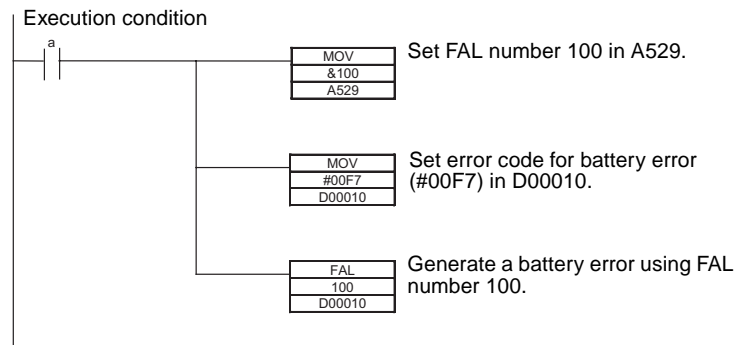 Execution condition
a
MOV
&100
A529
Set FAL number 100 in A529.
MOV
#00F7
D00010
Set error code for battery error
(#00F7) in D00010.
FAL
100
D00010
Generate a battery error using FAL
number 100.